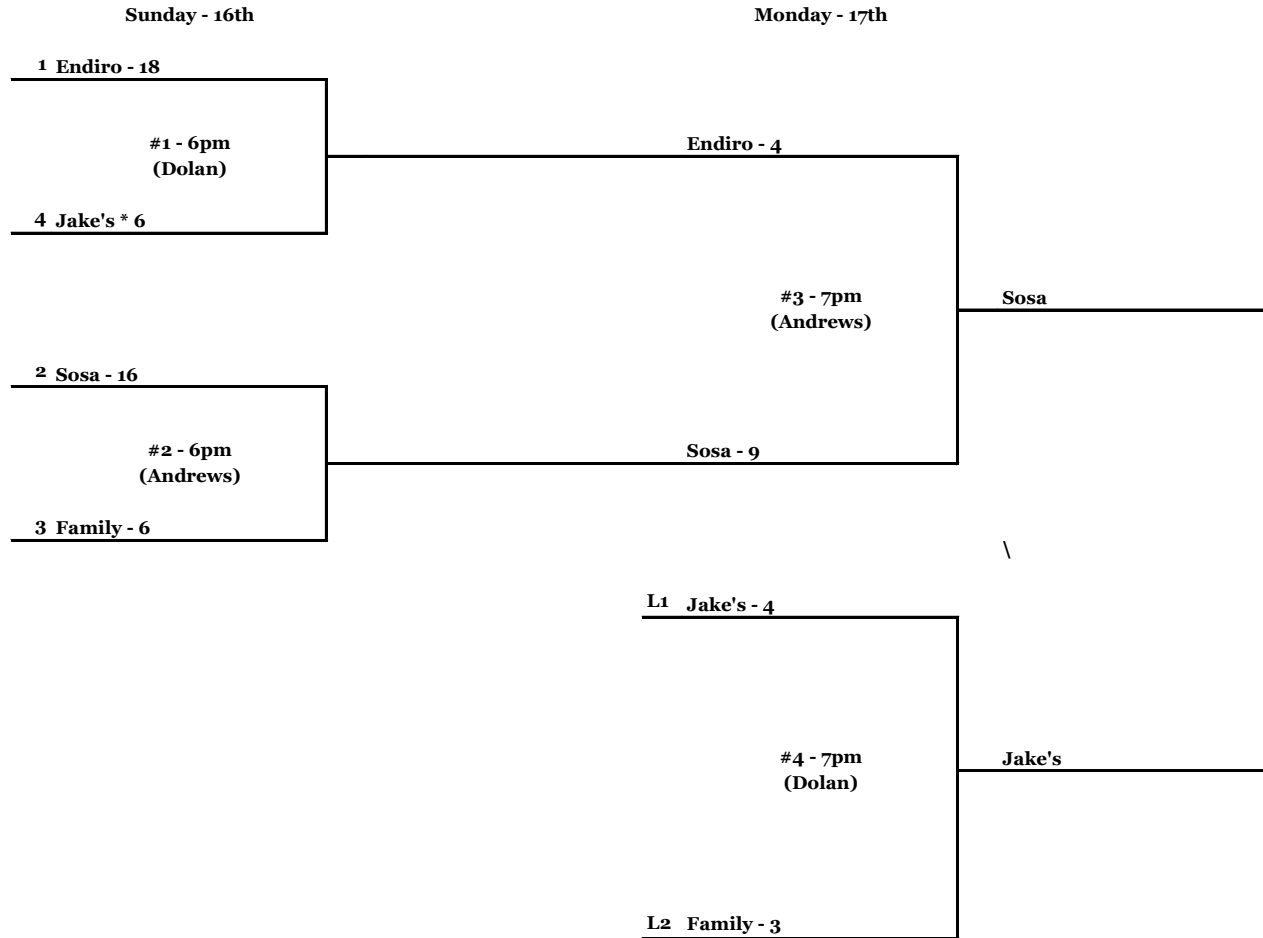 Sunday - 16th
Monday - 17th
1 Endiro - 18
#1 - 6pm
(Dolan)
Endiro - 4
4 Jake's * 6
#3 - 7pm
(Andrews)
Sosa
2 Sosa - 16
#2 - 6pm
(Andrews)
Sosa - 9
3 Family - 6
\
L1 Jake's - 4
#4 - 7pm
(Dolan)
Jake's
L2 Family - 3